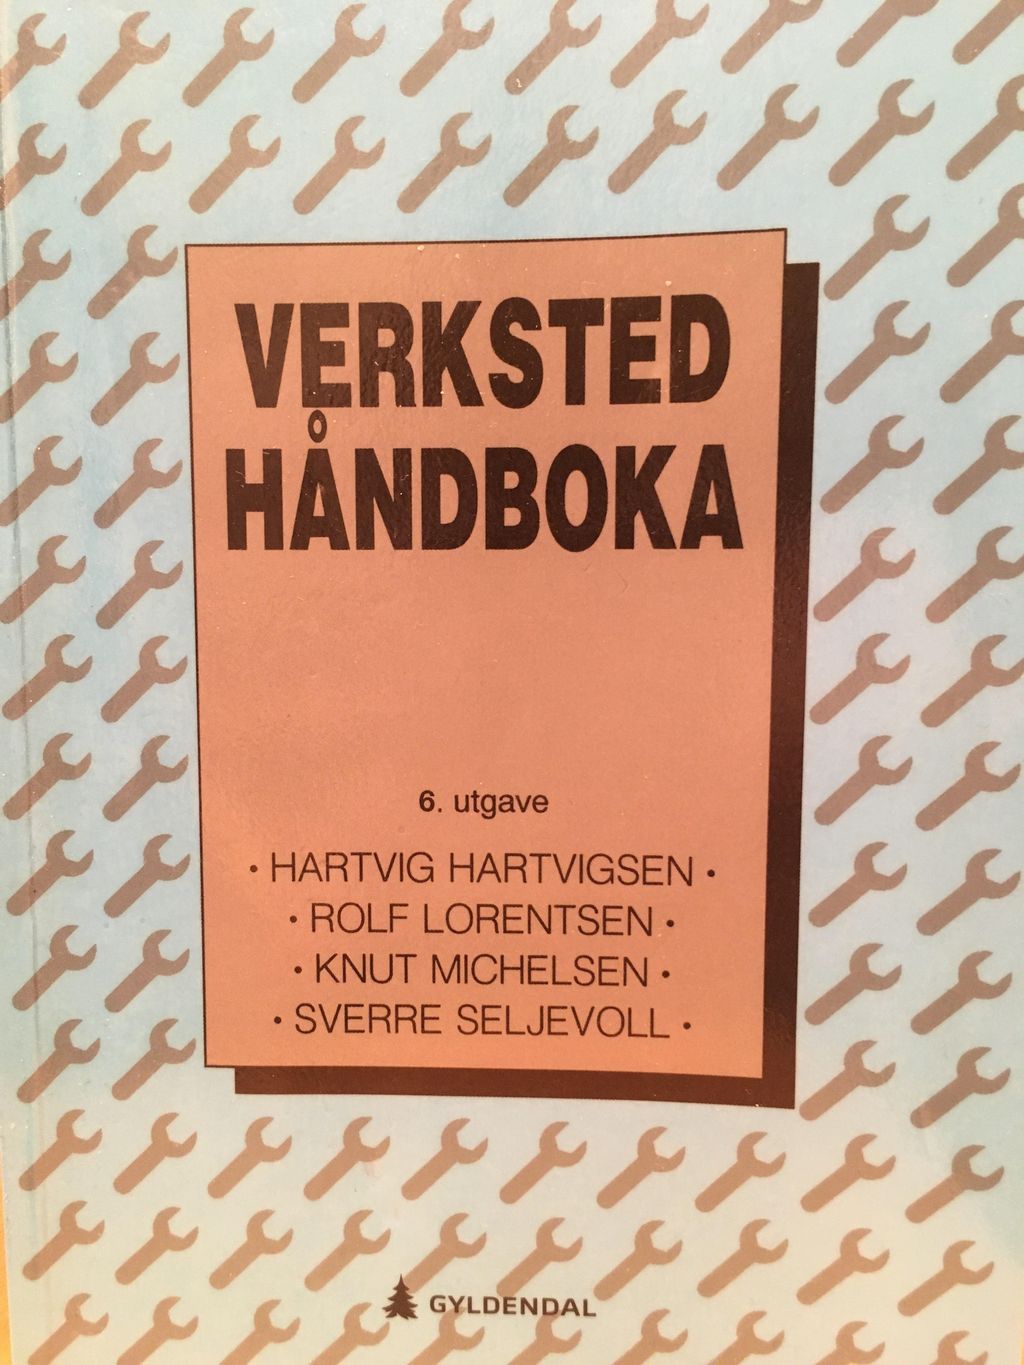 VERKSTED
HÅNDBOKA
6. utgave
· HARTVIG HARTVIGSEN ·
· ROLF LORENTSEN ·
· KNUT MICHELSEN ·
· SVERRE SELJEVOLL ·
GYLDENDAL